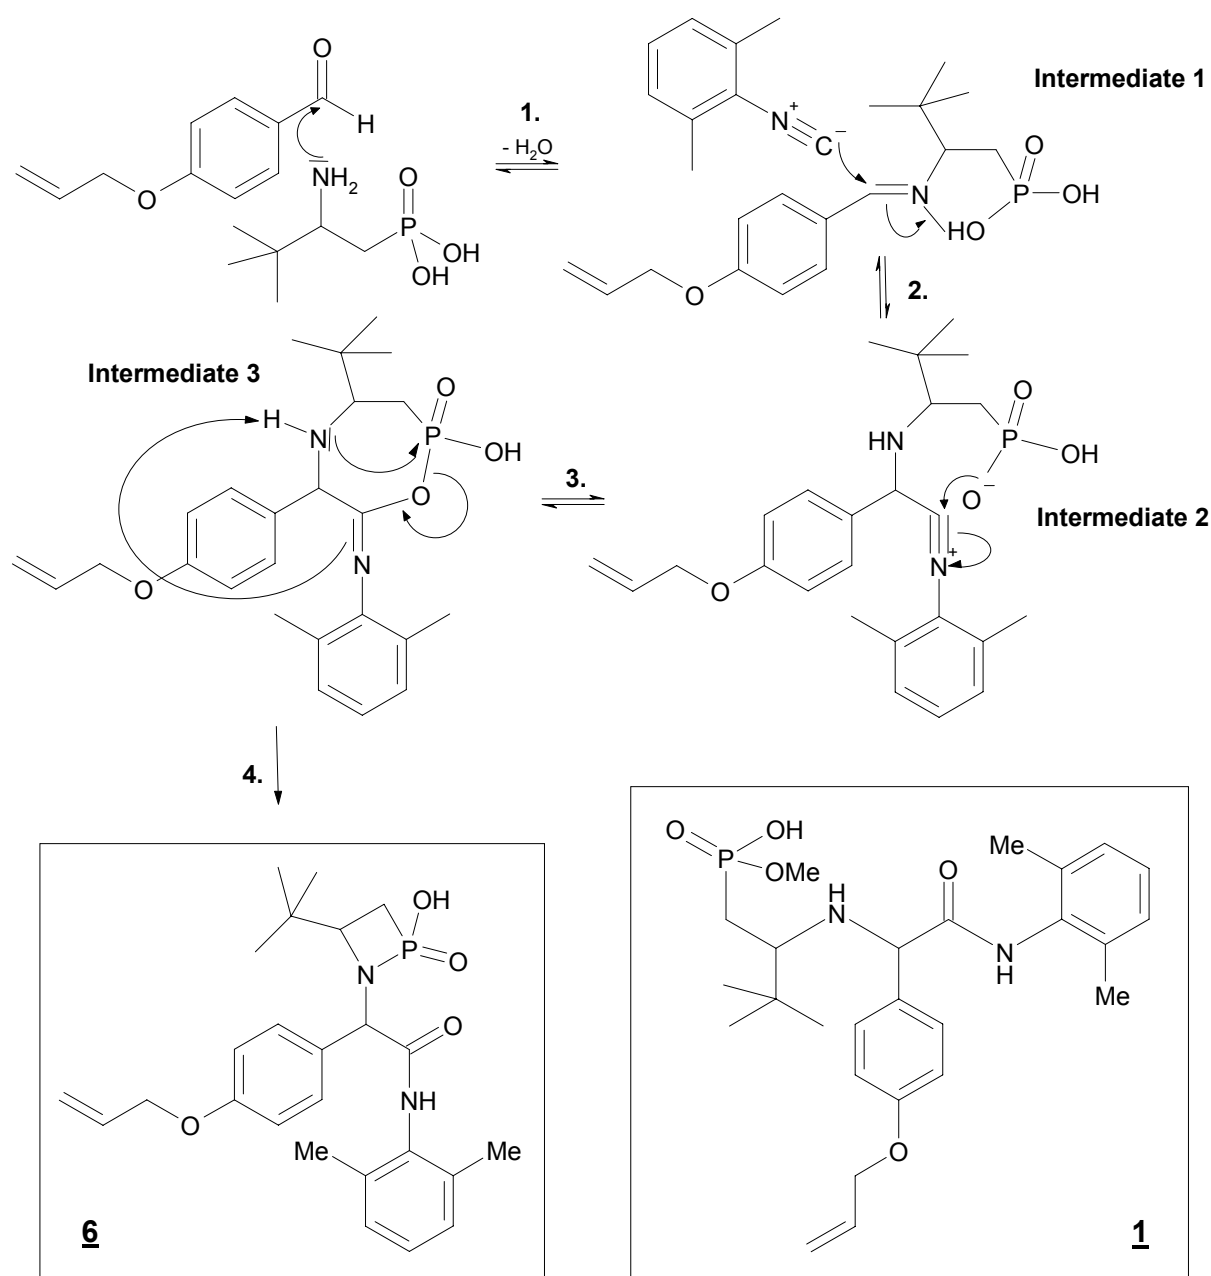 O
H
O
NH2
O
P
OH
OH
1.
- H2O
N+
C−
Intermediate 1
N
HO
O
P
OH
O
2.
Intermediate 3
H
N
O
P
OH
O
N
O
3.
HN
O
P
OH
O−
N+
O
Intermediate 2
4.
OH
P
O
N
O
NH
O
Me
Me
6
O
OH
P
OMe
H
N
O
N
H
Me
Me
O
1